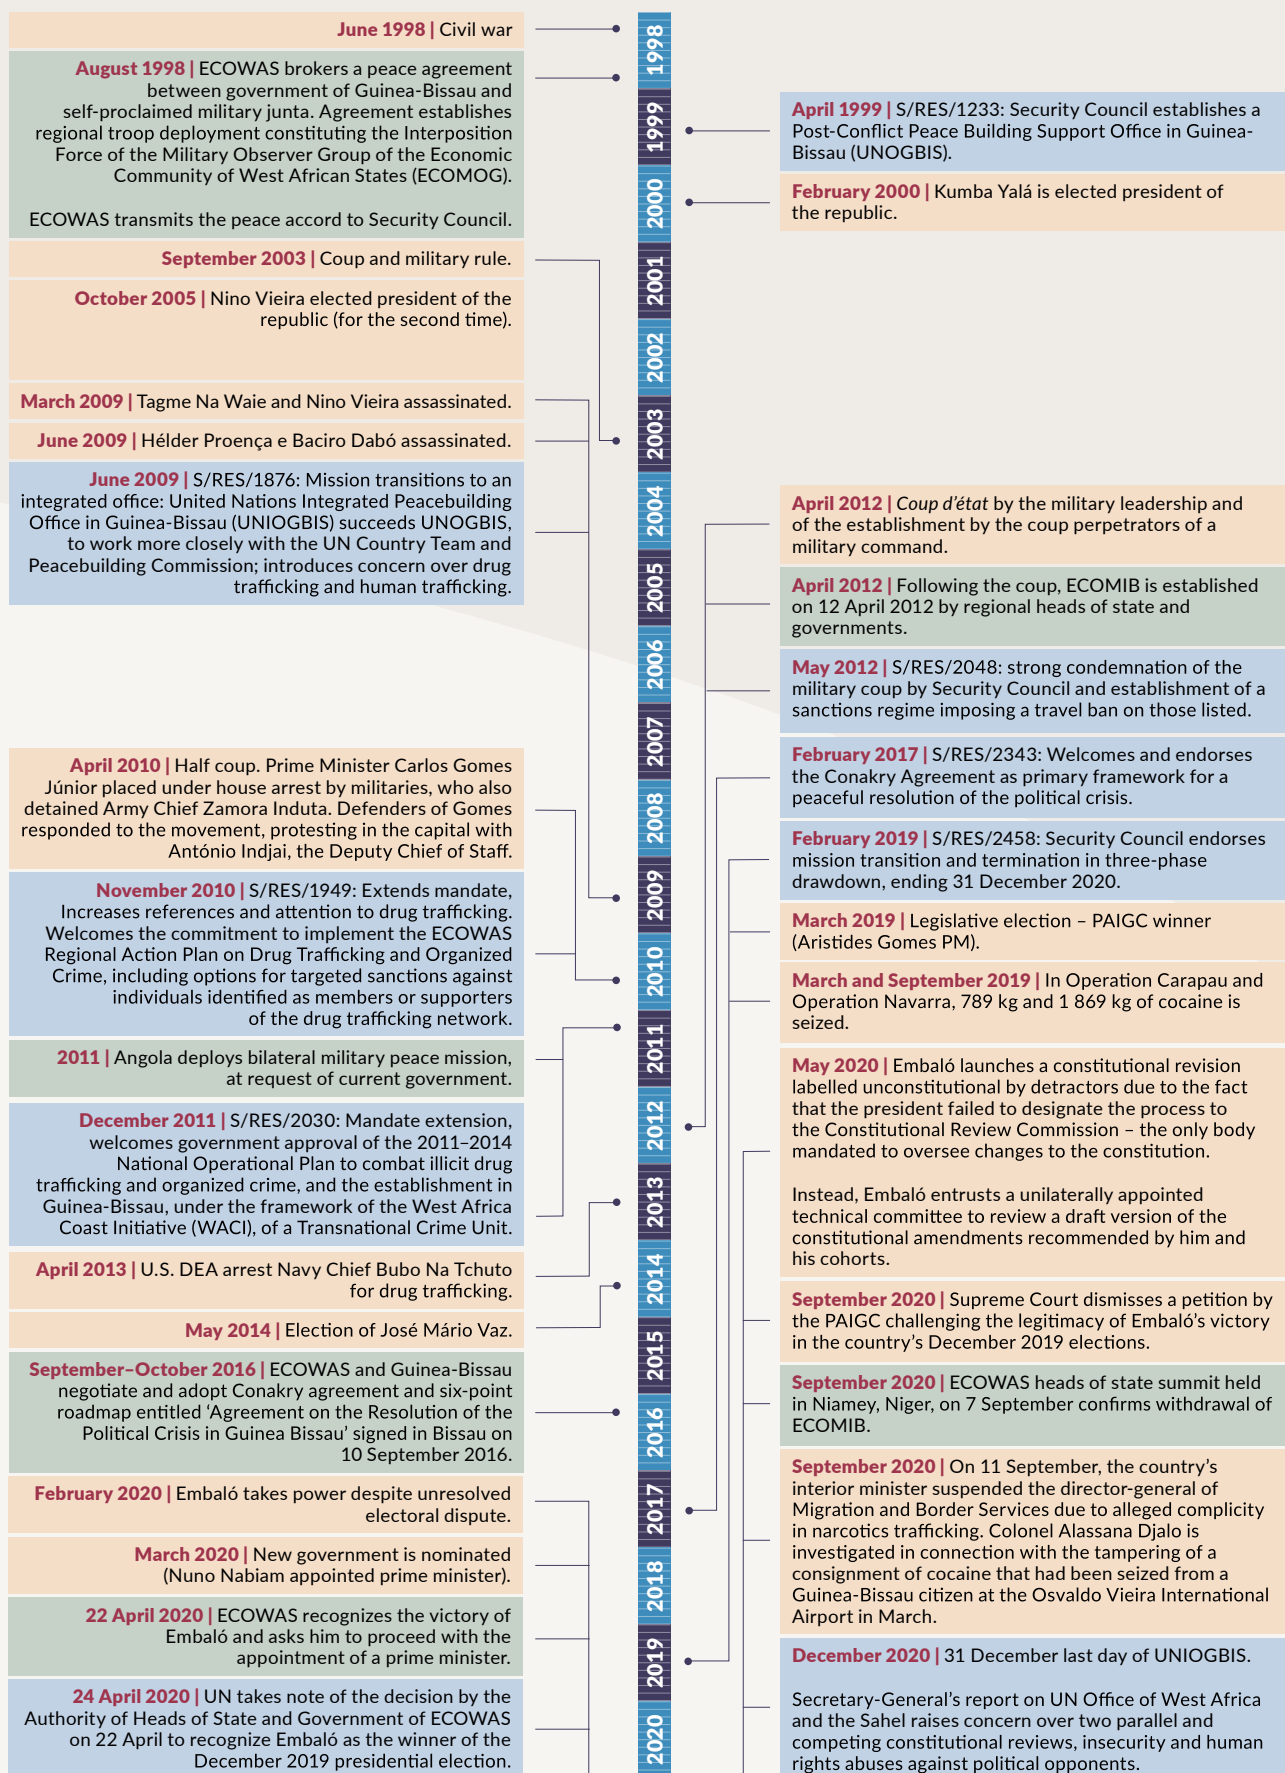 June 1998 | Civil war
August 1998 | ECOWAS brokers a peace agreement
between government of Guinea-Bissau and
self-proclaimed military junta. Agreement establishes
regional troop deployment constituting the Interposition
Force of the Military Observer Group of the Economic
Community of West African States (ECOMOG).
ECOWAS transmits the peace accord to Security Council.
September 2003 | Coup and military rule.
October 2005 | Nino Vieira elected president of the
republic (for the second time).
March 2009 | Tagme Na Waie and Nino Vieira assassinated.
June 2009 | Hélder Proença e Baciro Dabó assassinated.
June 2009 | S/RES/1876: Mission transitions to an
integrated office: United Nations Integrated Peacebuilding
Office in Guinea-Bissau (UNIOGBIS) succeeds UNOGBIS,
to work more closely with the UN Country Team and
Peacebuilding Commission; introduces concern over drug
trafficking and human trafficking.
April 2010 | Half coup. Prime Minister Carlos Gomes
Júnior placed under house arrest by militaries, who also
detained Army Chief Zamora Induta. Defenders of Gomes
responded to the movement, protesting in the capital with
António Indjai, the Deputy Chief of Staff.
November 2010 | S/RES/1949: Extends mandate,
Increases references and attention to drug trafficking.
Welcomes the commitment to implement the ECOWAS
Regional Action Plan on Drug Trafficking and Organized
Crime, including options for targeted sanctions against
individuals identified as members or supporters
of the drug trafficking network.
2011 | Angola deploys bilateral military peace mission,
at request of current government.
December 2011 | S/RES/2030: Mandate extension,
welcomes government approval of the 2011–2014
National Operational Plan to combat illicit drug
trafficking and organized crime, and the establishment in
Guinea-Bissau, under the framework of the West Africa
Coast Initiative (WACI), of a Transnational Crime Unit.
April 2013 | U.S. DEA arrest Navy Chief Bubo Na Tchuto
for drug trafficking.
May 2014 | Election of José Mário Vaz.
September–October 2016 | ECOWAS and Guinea-Bissau
negotiate and adopt Conakry agreement and six-point
roadmap entitled ‘Agreement on the Resolution of the
Political Crisis in Guinea Bissau’ signed in Bissau on
10 September 2016.
February 2020 | Embaló takes power despite unresolved
electoral dispute.
March 2020 | New government is nominated
(Nuno Nabiam appointed prime minister).
22 April 2020 | ECOWAS recognizes the victory of
Embaló and asks him to proceed with the
appointment of a prime minister.
24 April 2020 | UN takes note of the decision by the
Authority of Heads of State and Government of ECOWAS
on 22 April to recognize Embaló as the winner of the
December 2019 presidential election.
1998
1999
2000
2001
2002
2003
2004
2005
2006
2007
2008
2009
2010
2011
2012
2013
2014
2015
2016
2017
2018
2019
2020
April 1999 | S/RES/1233: Security Council establishes a
Post-Conflict Peace Building Support Office in Guinea-
Bissau (UNOGBIS).
February 2000 | Kumba Yalá is elected president of
the republic.
April 2012 | Coup d’état by the military leadership and
of the establishment by the coup perpetrators of a
military command.
April 2012 | Following the coup, ECOMIB is established
on 12 April 2012 by regional heads of state and
governments.
May 2012 | S/RES/2048: strong condemnation of the
military coup by Security Council and establishment of a
sanctions regime imposing a travel ban on those listed.
February 2017 | S/RES/2343: Welcomes and endorses
the Conakry Agreement as primary framework for a
peaceful resolution of the political crisis.
February 2019 | S/RES/2458: Security Council endorses
mission transition and termination in three-phase
drawdown, ending 31 December 2020.
March 2019 | Legislative election – PAIGC winner
(Aristides Gomes PM).
March and September 2019 | In Operation Carapau and
Operation Navarra, 789 kg and 1 869 kg of cocaine is
seized.
May 2020 | Embaló launches a constitutional revision
labelled unconstitutional by detractors due to the fact
that the president failed to designate the process to
the Constitutional Review Commission – the only body
mandated to oversee changes to the constitution.
Instead, Embaló entrusts a unilaterally appointed
technical committee to review a draft version of the
constitutional amendments recommended by him and
his cohorts.
September 2020 | Supreme Court dismisses a petition by
the PAIGC challenging the legitimacy of Embaló’s victory
in the country’s December 2019 elections.
September 2020 | ECOWAS heads of state summit held
in Niamey, Niger, on 7 September confirms withdrawal of
ECOMIB.
September 2020 | On 11 September, the country’s
interior minister suspended the director-general of
Migration and Border Services due to alleged complicity
in narcotics trafficking. Colonel Alassana Djalo is
investigated in connection with the tampering of a
consignment of cocaine that had been seized from a
Guinea-Bissau citizen at the Osvaldo Vieira International
Airport in March.
December 2020 | 31 December last day of UNIOGBIS.
Secretary-General’s report on UN Office of West Africa
and the Sahel raises concern over two parallel and
competing constitutional reviews, insecurity and human
rights abuses against political opponents.